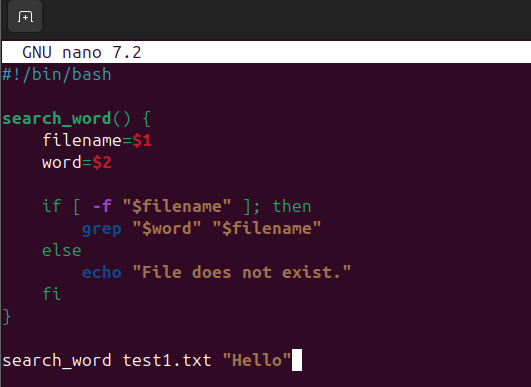 GNU nano 7.2
#!/bin/bash
search_word() {
    filename=$1
    word=$2
    if [ -f "$filename" ]; then
        grep "$word" "$filename"
    else
        echo "File does not exist."
    fi
}
search_word test1.txt "Hello"